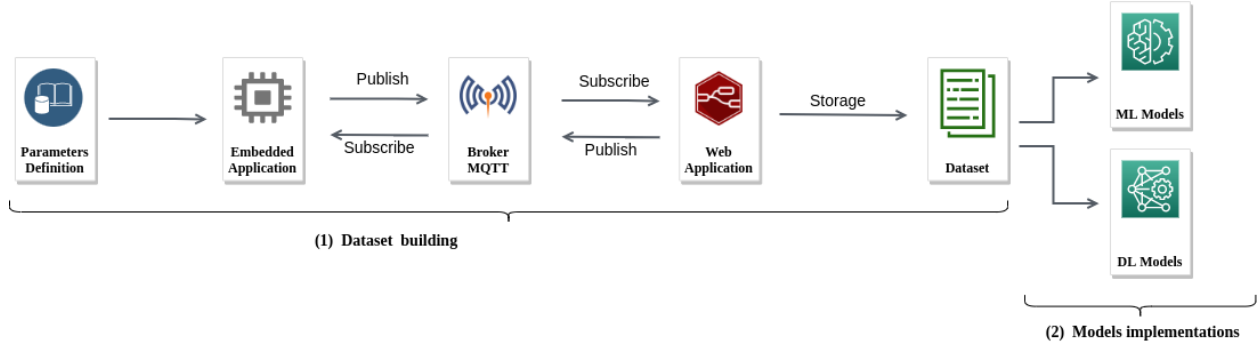 Parameters
Definition
Embedded
Application
Publish
Subscribe
Broker
MQTT
Subscribe
Publish
Web
Application
Storage
Dataset
ML Models
DL Models
(1) Dataset building
(2) Models implementations